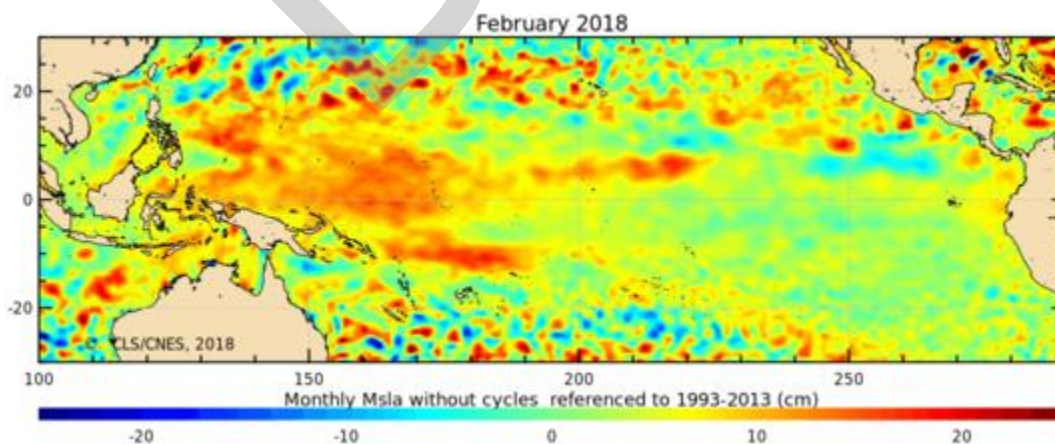 February 2018
20
0
-20
© CLS/CNES, 2018
100 150 200 250
Monthly Msla without cycles referenced to 1993-2013 (cm)
-20 -10 0 10 20